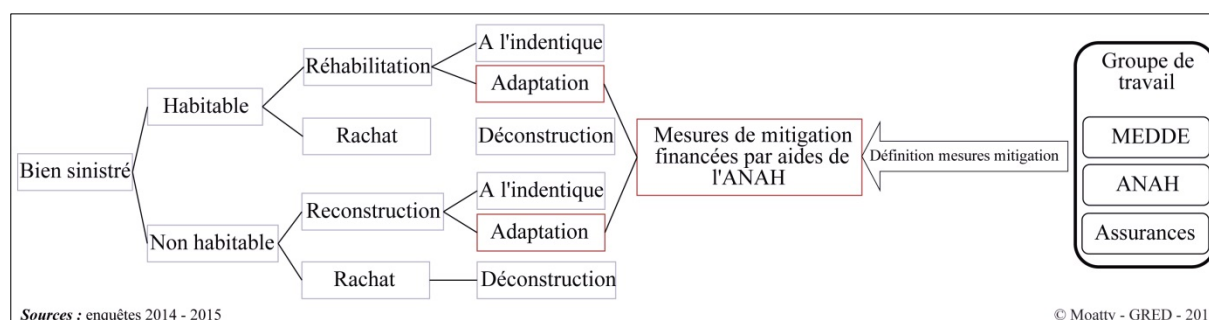 Bien sinistré
Habitable
Non habitable
Réhabilitation
Rachat
Reconstruction
Rachat
A l'indentique
Adaptation
Déconstruction
A l'indentique
Adaptation
Déconstruction
Mesures de mitigation
financées par aides de
l'ANAH
Définition mesures mitigation
Groupe de
travail
MEDDE
ANAH
Assurances
Sources : enquêtes 2014 - 2015
© Moatty - GRED - 201